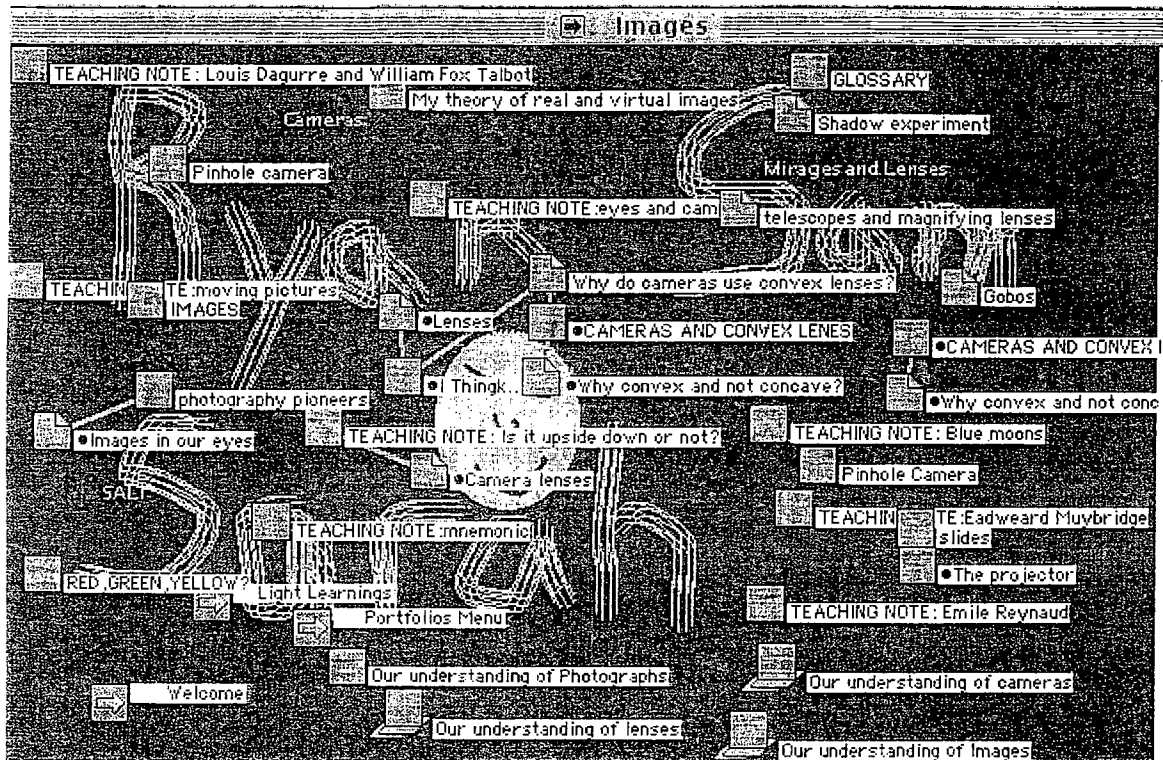 Images
TEACHING NOTE: Louis Dagurre and William Fox Talbot
GLOSSARY
My theory of real and virtual images
Cameras
Shadow experiment
Pinhole camera
Mirages and Lenses
TEACHING NOTE:eyes and cam
telescopes and magnifying lenses
Why do cameras use convex lenses?
TEACHIN
TE:moving pictures
IMAGES
Gobos
•Lenses
•CAMERAS AND CONVEX LENES
•CAMERAS AND CONVEX L
•I Thingk..
•Why convex and not concave?
photography pioneers
•Why convex and not conc
•Images in our eyes
TEACHING NOTE: Is it upside down or not?
TEACHING NOTE: Blue moons
•Camera lenses
Pinhole Camera
SALT
TEACHING NOTE:mnemonic
TEACHIN
TE:Eadweard Muybridge
slides
RED,GREEN,YELLOW?
•The projector
Light Learnings
Portfolios Menu
TEACHING NOTE: Emile Reynaud
Our understanding of Photographs
Our understanding of cameras
Welcome
Our understanding of lenses
Our understanding of Images
Ryan
Sarah